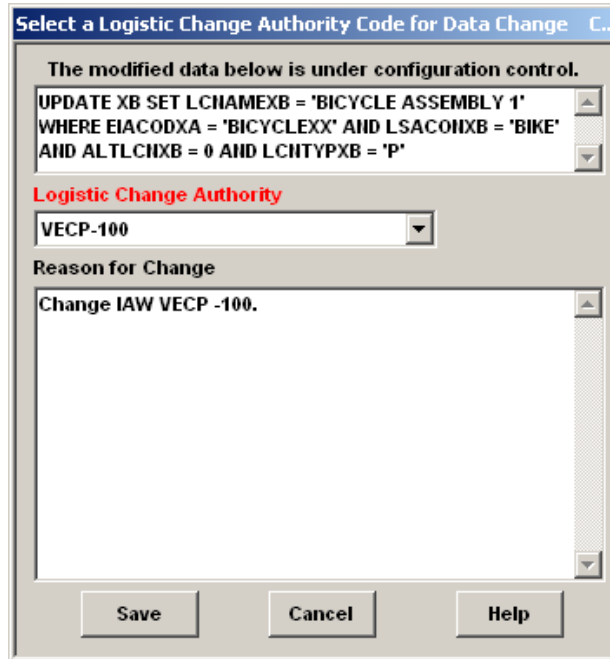 Select a Logistic Change Authority Code for Data Change C..
The modified data below is under configuration control.
UPDATE XB SET LCNAMEXB = 'BICYCLE ASSEMBLY 1'
WHERE EIACODXA = 'BICYCLEXX' AND LSACONXB = 'BIKE'
AND ALTLCNXB = 0 AND LCNTYPXB = 'P'
Logistic Change Authority
VECP-100
Reason for Change
Change IAW VECP -100.
Save Cancel Help